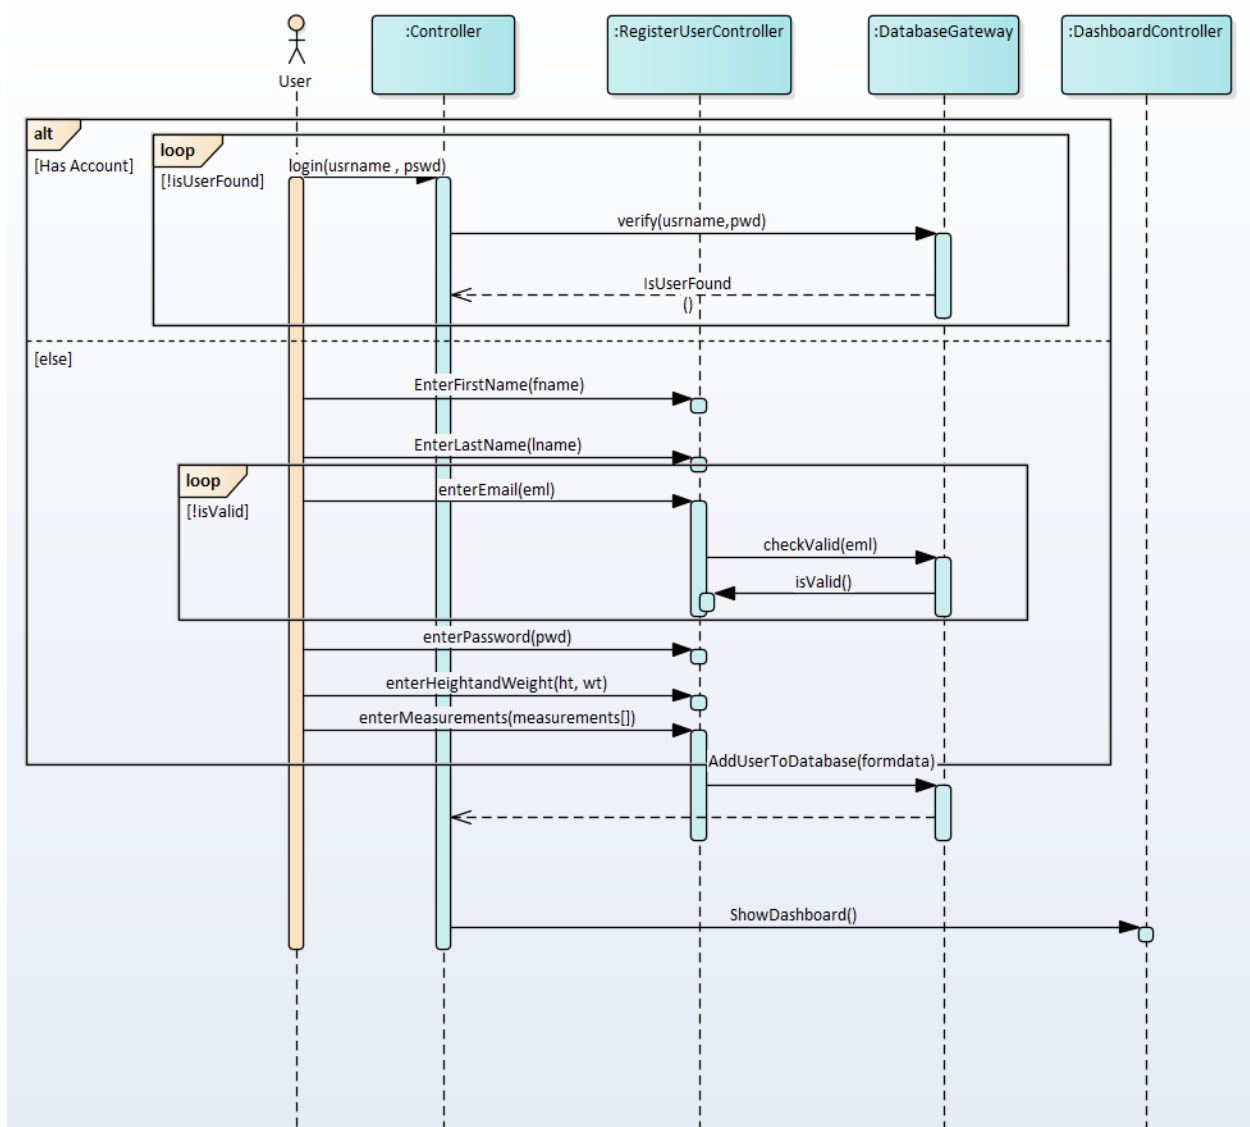 :Controller
:RegisterUserController
:DatabaseGateway
:DashboardController
User
alt
[Has Account]
loop
[!isUserFound]
login(usrname , pswd)
verify(usrname,pwd)
IsUserFound
()
[else]
EnterFirstName(fname)
EnterLastName(lname)
loop
[!isValid]
enterEmail(eml)
checkValid(eml)
isValid()
enterPassword(pwd)
enterHeightandWeight(ht, wt)
enterMeasurements(measurements[])
AddUserToDatabase(formdata)
ShowDashboard()